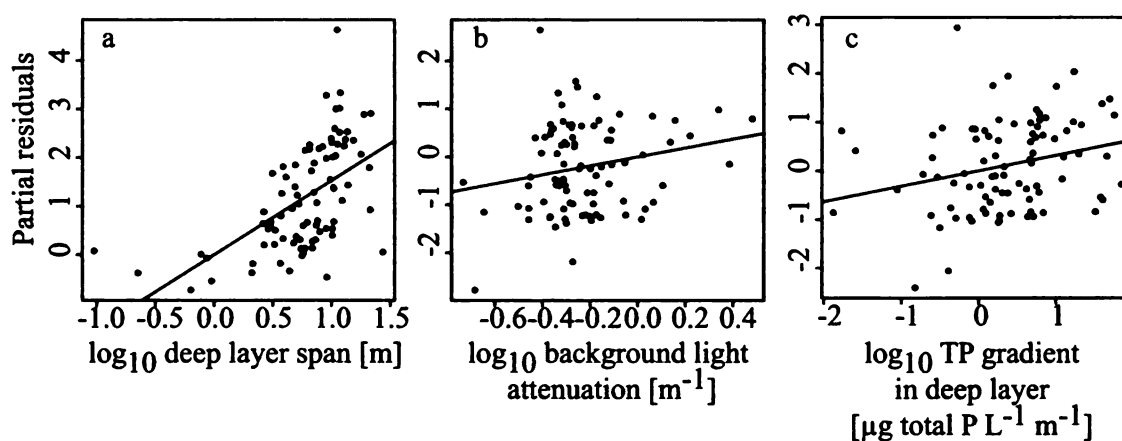 Partial residuals
a
4
3
2
1
0
-1.0 -0.5 0.0 0.5 1.0 1.5
log10 deep layer span [m]
b
2
1
0
-1
-2
-0.6 -0.4 -0.2 0.0 0.2 0.4
log10 background light
attenuation [m-1]
c
3
2
1
0
-1
-2
-2 -1 0 1
log10 TP gradient
in deep layer
[µg total P L-1 m-1]